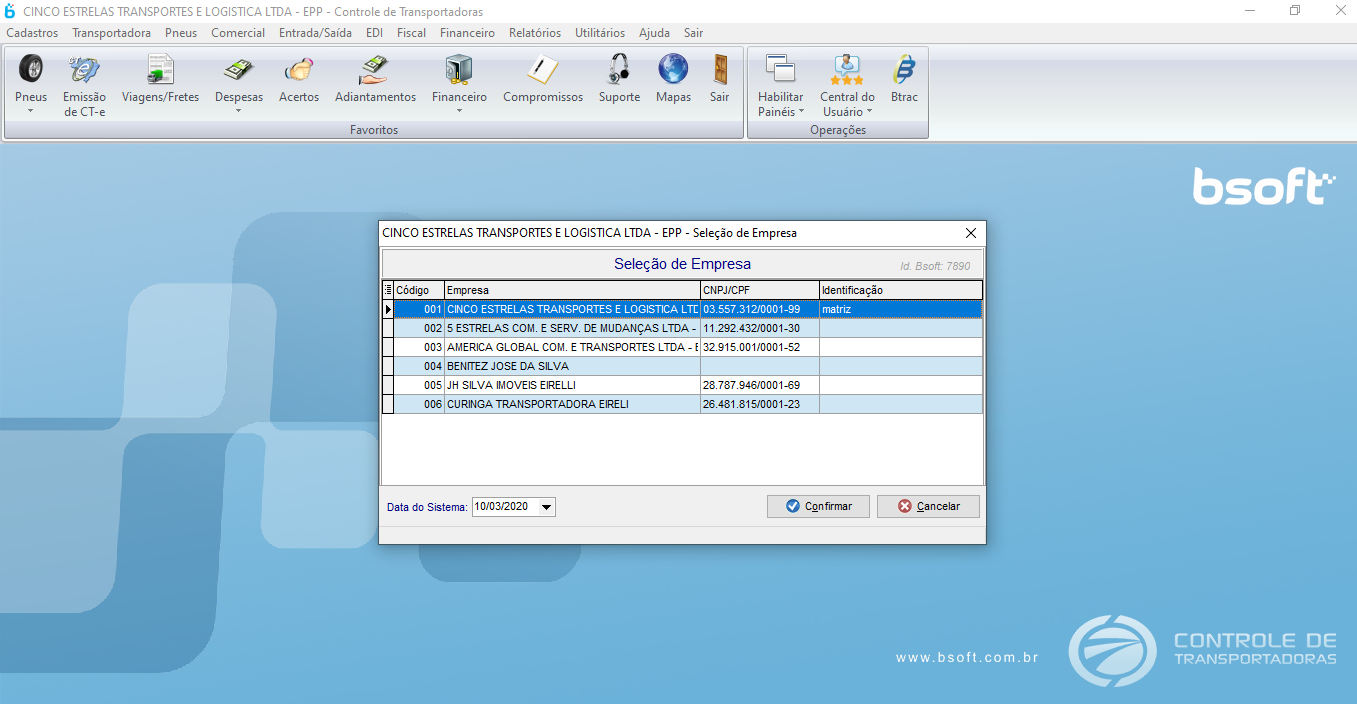 CINCO ESTRELAS TRANSPORTES E LOGISTICA LTDA - EPP - Controle de Transportadoras
Cadastros Transportadora Pneus Comercial Entrada/Saída EDI Fiscal Financeiro Relatórios Utilitários Ajuda Sair
Pneus Emissão de CT-e Viagens/Fretes Despesas Acertos Adiantamentos Financeiro Compromissos Suporte Mapas Sair
Favoritos
Habilitar Painéis Central do Usuário Btrac
Operações
bsoft
CINCO ESTRELAS TRANSPORTES E LOGISTICA LTDA - EPP - Seleção de Empresa
Seleção de Empresa Id. Bsoft: 7890
Código Empresa CNPJ/CPF Identificação
001 CINCO ESTRELAS TRANSPORTES E LOGISTICA LTD 03.557.312/0001-99 matriz
002 5 ESTRELAS COM. E SERV. DE MUDANÇAS LTDA - 11.292.432/0001-30
003 AMERICA GLOBAL COM. E TRANSPORTES LTDA - E 32.915.001/0001-52
004 BENITEZ JOSE DA SILVA
005 JH SILVA IMOVEIS EIRELLI 28.787.946/0001-69
006 CURINGA TRANSPORTADORA EIRELI 26.481.815/0001-23
Data do Sistema: 10/03/2020 Confirmar Cancelar
www.bsoft.com.br
CONTROLE DE
TRANSPORTADORAS